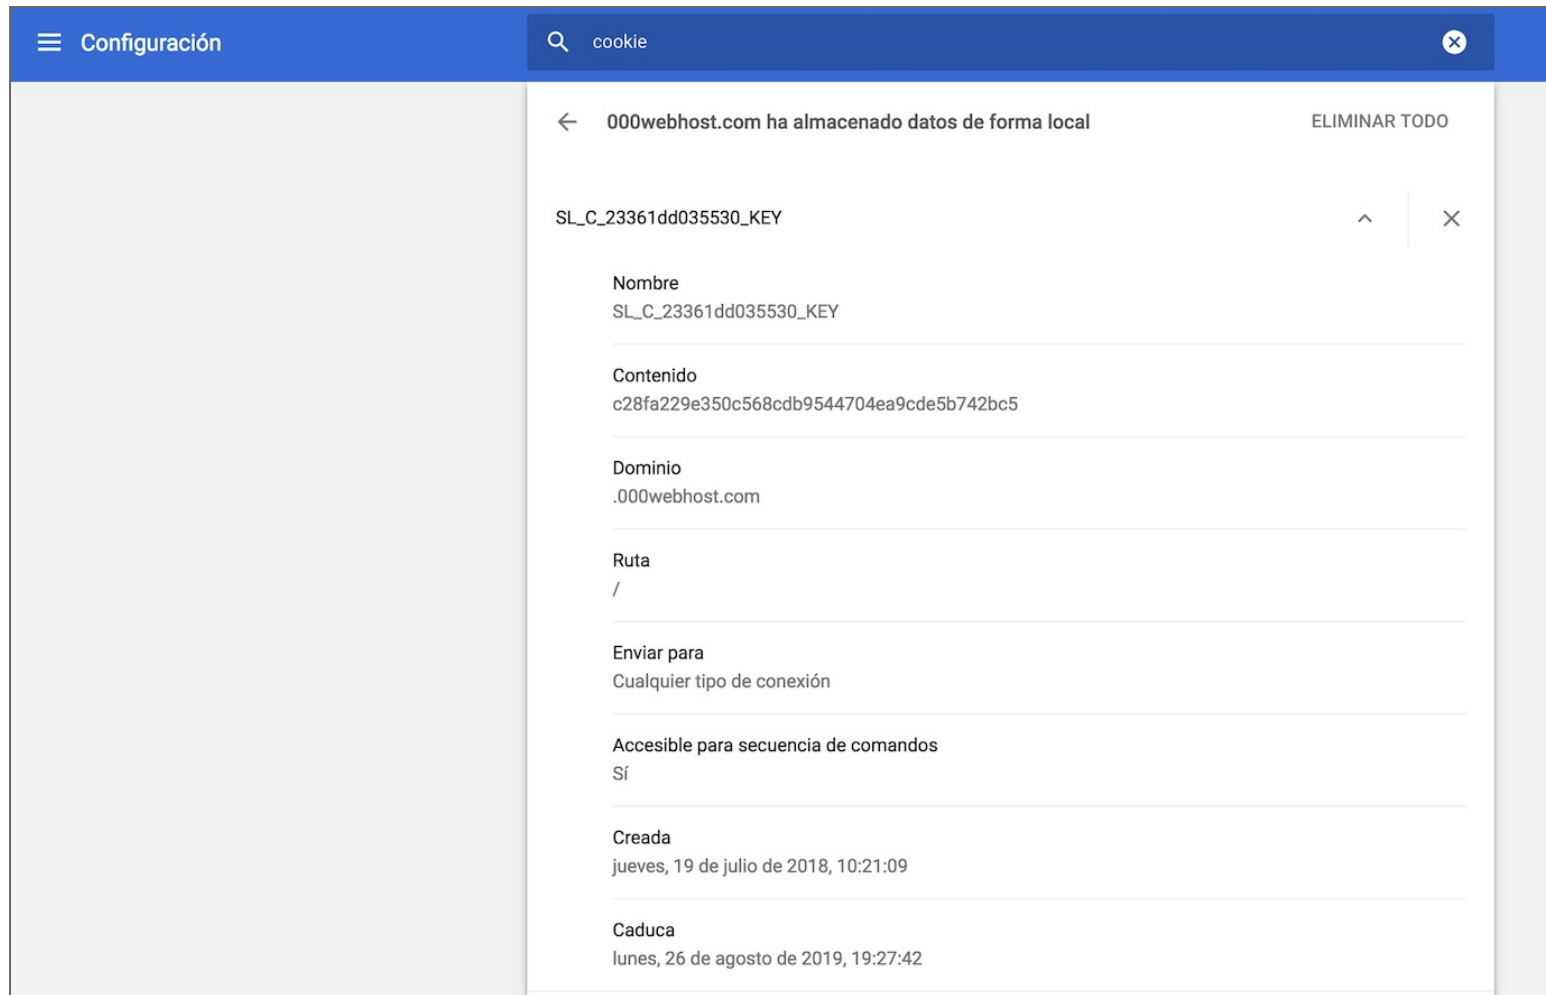 Configuración
cookie
000webhost.com ha almacenado datos de forma local
ELIMINAR TODO
SL_C_23361dd035530_KEY
Nombre
SL_C_23361dd035530_KEY
Contenido
c28fa229e350c568cdb9544704ea9cde5b742bc5
Dominio
.000webhost.com
Ruta
/
Enviar para
Cualquier tipo de conexión
Accesible para secuencia de comandos
Sí
Creada
jueves, 19 de julio de 2018, 10:21:09
Caduca
lunes, 26 de agosto de 2019, 19:27:42